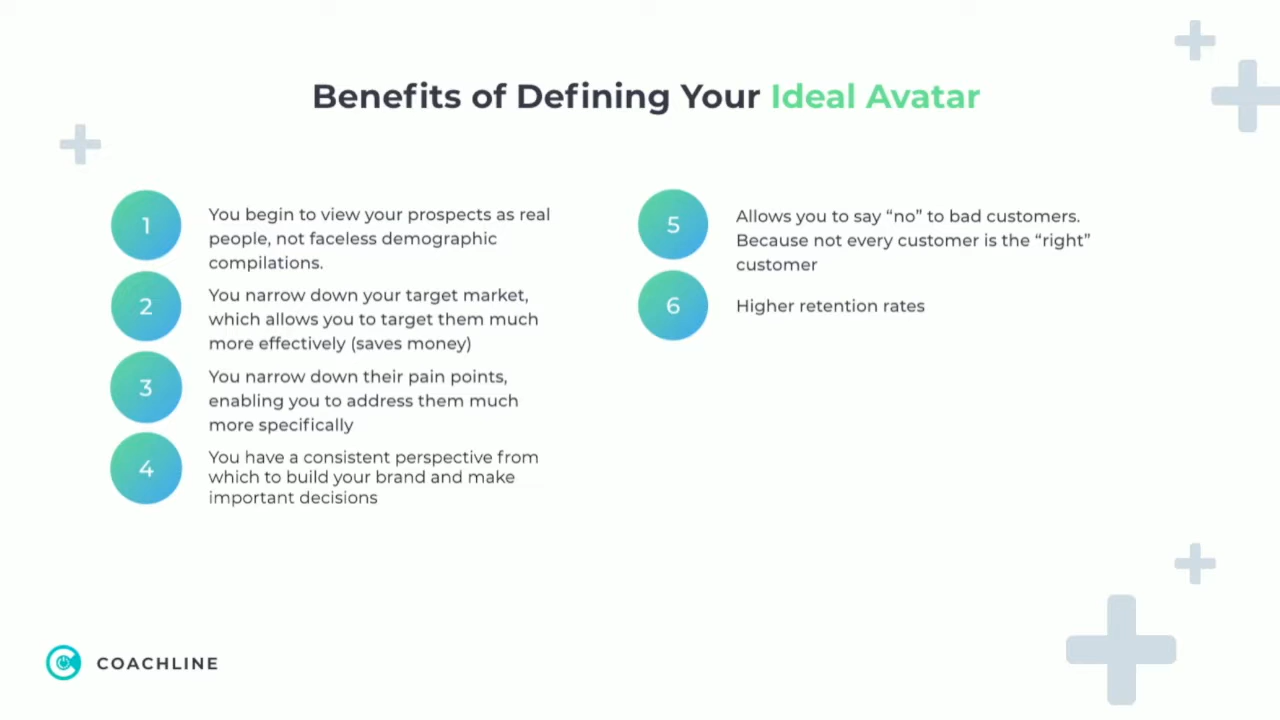 Benefits of Defining Your Ideal Avatar
1
You begin to view your prospects as real
people, not faceless demographic
compilations.
2
You narrow down your target market,
which allows you to target them much
more effectively (saves money)
3
You narrow down their pain points,
enabling you to address them much
more specifically
4
You have a consistent perspective from
which to build your brand and make
important decisions
5
Allows you to say “no” to bad customers.
Because not every customer is the “right”
customer
6
Higher retention rates
COACHLINE